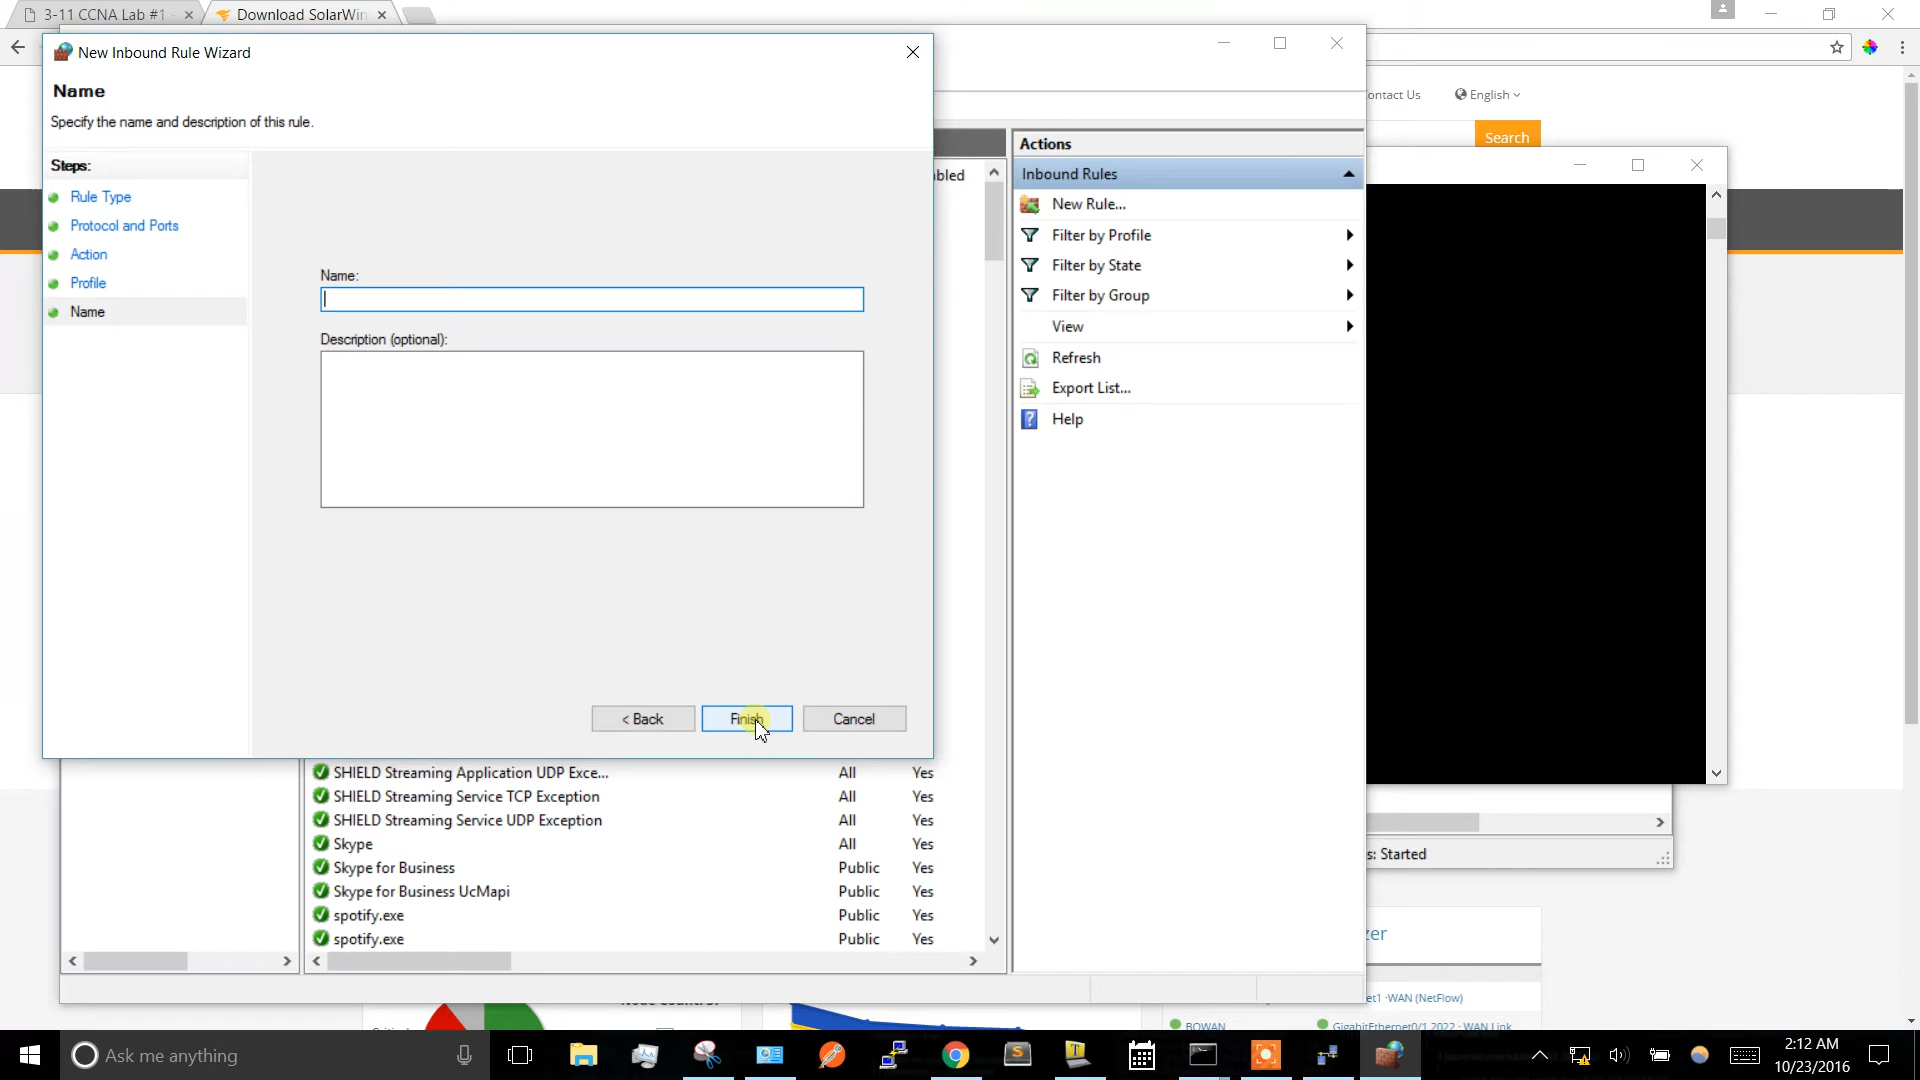 3-11 CCNA Lab #1
Download SolarWin
New Inbound Rule Wizard
Name
Specify the name and description of this rule.
Steps:
Rule Type
Protocol and Ports
Action
Profile
Name
Name:
Description (optional):
< Back
Finish
Cancel
bled
Actions
Inbound Rules
New Rule...
Filter by Profile
Filter by State
Filter by Group
View
Refresh
Export List...
Help
ontact Us
English
Search
SHIELD Streaming Application UDP Exce... All Yes
SHIELD Streaming Service TCP Exception All Yes
SHIELD Streaming Service UDP Exception All Yes
Skype All Yes
Skype for Business Public Yes
Skype for Business UcMapi Public Yes
spotify.exe Public Yes
spotify.exe Public Yes
s: Started
zer
et1 ·WAN (NetFlow)
BOWAN
GigabitEthernet0/1.2022 · WAN Link
Ask me anything
2:12 AM
10/23/2016